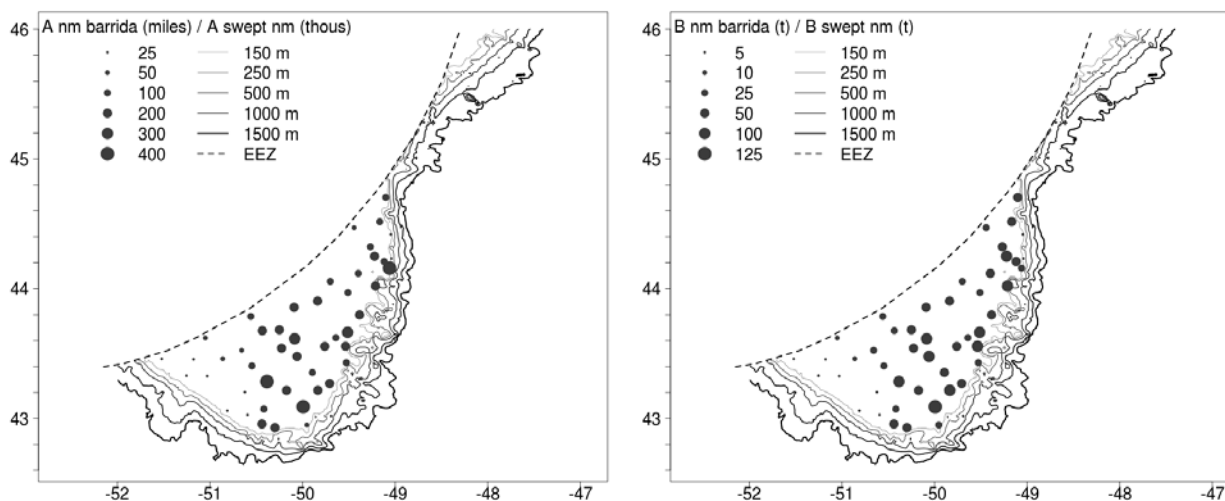 A nm barrida (miles) / A swept nm (thous)
25 150 m
50 250 m
100 500 m
200 1000 m
300 1500 m
400 EEZ
46
45
44
43
-52 -51 -50 -49 -48 -47
B nm barrida (t) / B swept nm (t)
5 150 m
10 250 m
25 500 m
50 1000 m
100 1500 m
125 EEZ
46
45
44
43
-52 -51 -50 -49 -48 -47